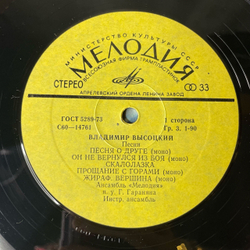 МИНИСТЕРСТВО КУЛЬТУРЫ СССР
МЕЛОДИЯ
ВСЕСОЮЗНАЯ ФИРМА ГРАМПЛАСТИНОК
СТЕРЕО
33
АПРЕЛЕВСКИЙ ОРДЕНА ЛЕНИНА ЗАВОД
ГОСТ 5289-73
1 сторона
С60—14761
Гр. 3. 1-90
ВЛАДИМИР ВЫСОЦКИЙ
Песни
ПЕСНЯ О ДРУГЕ (моно)
ОН НЕ ВЕРНУЛСЯ ИЗ БОЯ (моно)
СКАЛОЛАЗКА
ПРОЩАНИЕ С ГОРАМИ (моно)
ЖИРАФ. ВЕРШИНА (моно)
Ансамбль «Мелодия»
п. у. Г. Гараняна
Инстр. ансамбль